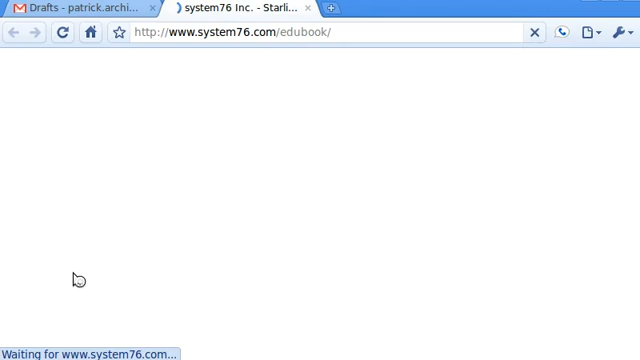 Drafts - patrick.archi...
system76 Inc. - Starli...
http://www.system76.com/edubook/
Waiting for www.system76.com...